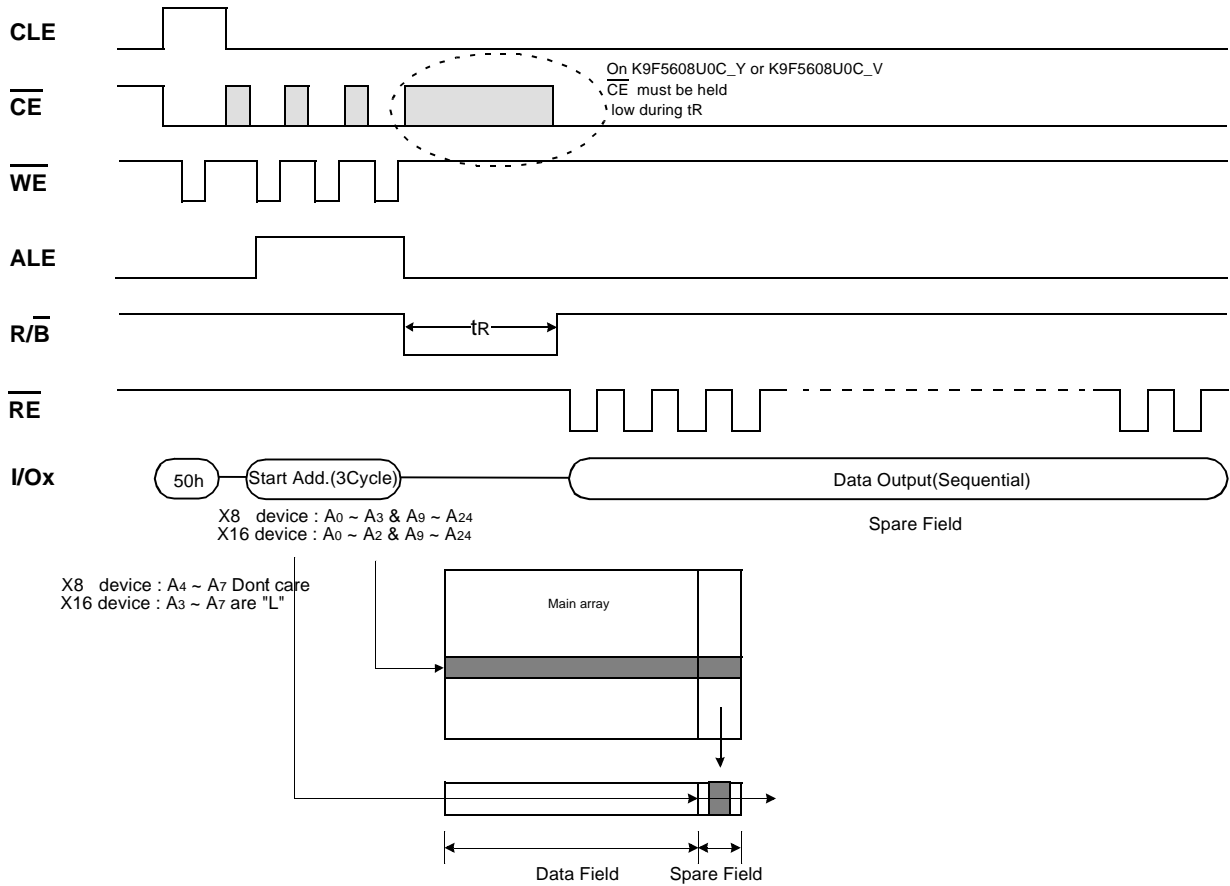 CLE
On K9F5608U0C_Y or K9F5608U0C_V
CE must be held
low during tR
CE
WE
ALE
R/B
tR
RE
I/Ox
50h
Start Add.(3Cycle)
Data Output(Sequential)
X8 device : A0 ~ A3 & A9 ~ A24
X16 device : A0 ~ A2 & A9 ~ A24
Spare Field
X8 device : A4 ~ A7 Dont care
X16 device : A3 ~ A7 are "L"
Main array
Data Field
Spare Field